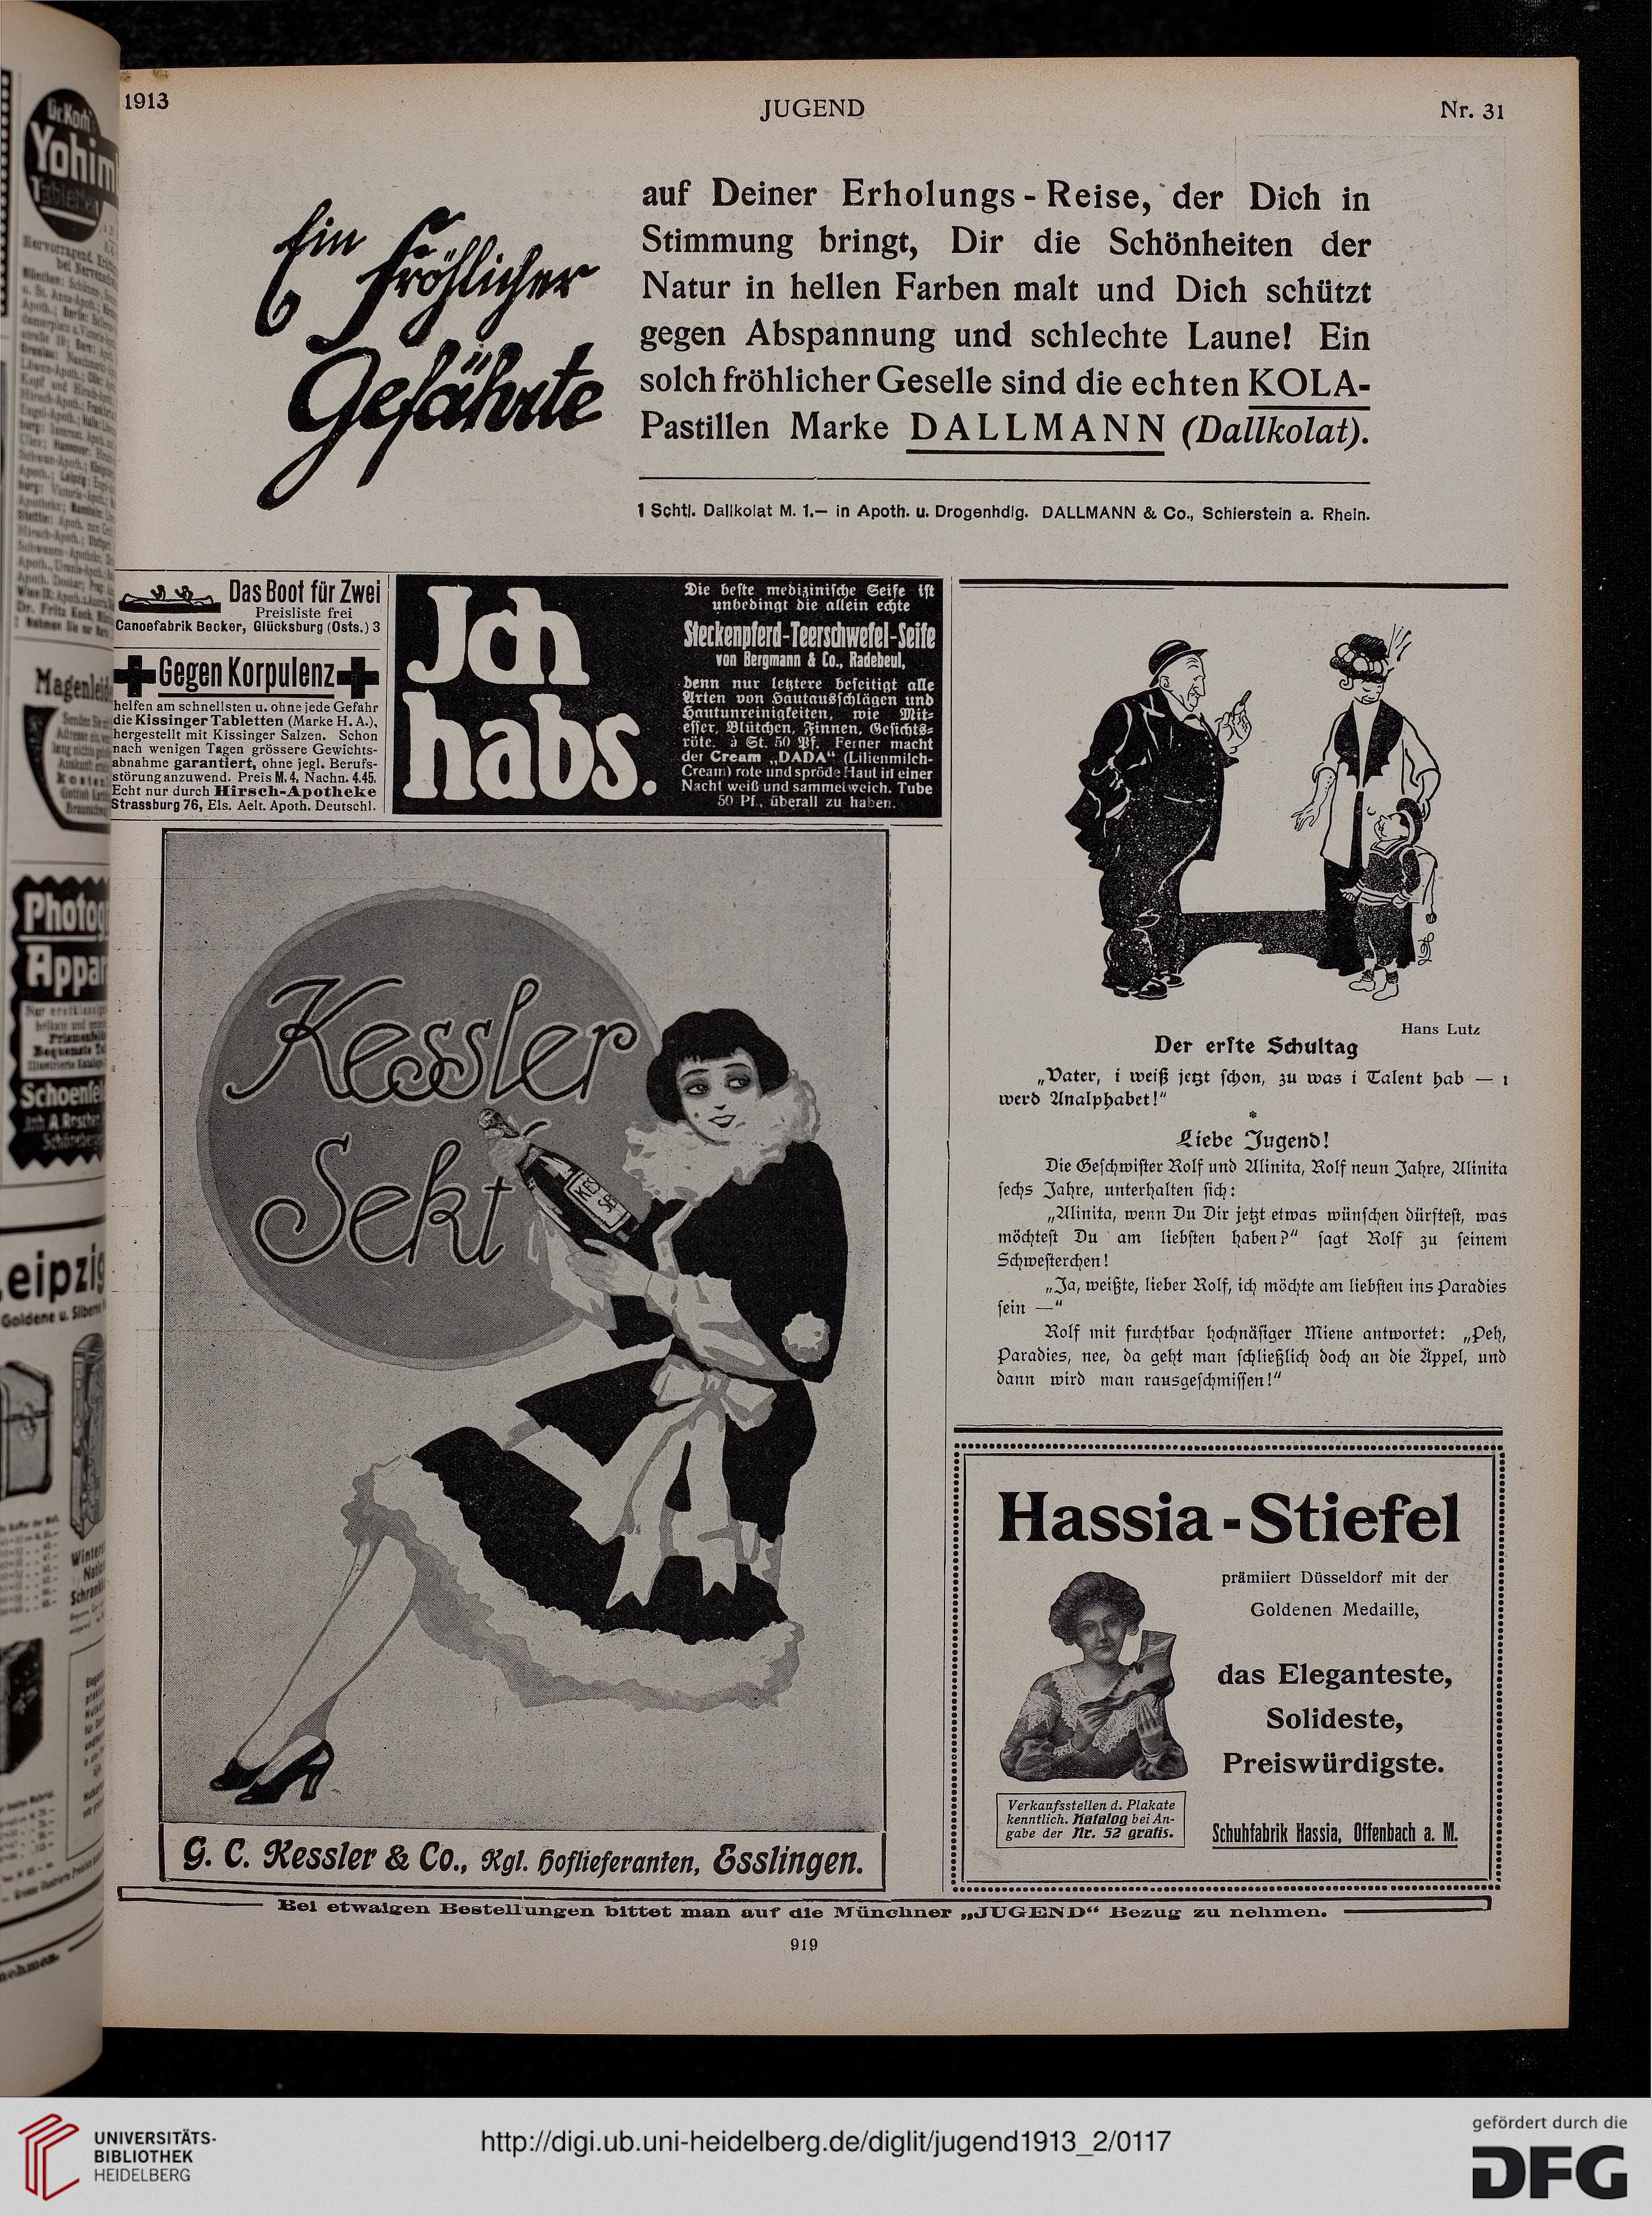 1913
JUGEND
Nr. 31
Ein
fröhlicher
Gefährte
auf Deiner Erholungs-Reise, der Dich in
Stimmung bringt, Dir die Schönheiten der
Natur in hellen Farben malt und Dich schützt
gegen Abspannung und schlechte Laune! Ein
solch fröhlicher Geselle sind die echten KOLA-
Pastillen Marke DALLMANN (Dallkolat).
1 Schtl. Dallkolat M. 1.— in Apoth. u. Drogenhdlg. DALLMANN & Co., Schierstein a. Rhein.
Das Boot für Zwei
Preisliste frei
Canoefabrik Becker, Glücksburg (Osts.) 3
Gegen Korpulenz
helfen am schnellsten u. ohne jede Gefahr
die Kissinger Tabletten (Marke H. A.),
hergestellt mit Kissinger Salzen. Schon
nach wenigen Tagen grössere Gewichts-
abnahme garantiert, ohne jegl. Berufs-
störung anzuwend. Preis M. 4, Nachn. 4.45.
Echt nur durch Hirsch-Apotheke
Strassburg 76, Els. Aelt. Apoth. Deutschl.
Ich
habs.
Die beste medizinische Seife ist
unbedingt die allein echte
Steckenpferd-Teerschwefel-Seife
von Bergmann & Co., Radebeul,
denn nur letztere beseitigt alle
Arten von Hautausschlägen und
Hautunreinigkeiten, wie Mit-
esser, Blütchen, Finnen, Gesichts-
röte. à St. 50 Pf. Ferner macht
der Cream „DADA“ (Lilienmilch-
Cream) rote und spröde Haut in einer
Nacht weiß und sammetweich. Tube
50 Pf., überall zu haben.
Kessler
Sekt
G. C. Kessler & Co., Kgl. Hoflieferanten, Esslingen.
Hans Lutz
Der erste Schultag
„Vater, i weiß jetzt schon, zu was i Talent hab — i
werd Analphabet!“
*
Liebe Jugend!
Die Geschwister Rolf und Alinita, Rolf neun Jahre, Alinita
sechs Jahre, unterhalten sich:
„Alinita, wenn Du Dir jetzt etwas wünschen dürftest, was
möchtest Du am liebsten haben?“ sagt Rolf zu seinem
Schwesterchen!
„Ja, weißte, lieber Rolf, ich möchte am liebsten ins Paradies
sein —“
Rolf mit furchtbar hochnäsiger Miene antwortet: „Peh,
Paradies, nee, da geht man schließlich doch an die Äppel, und
dann wird man rausgeschmissen!“
Hassia-Stiefel
prämiiert Düsseldorf mit der
Goldenen Medaille,
das Eleganteste,
Solideste,
Preiswürdigste.
Verkaufsstellen d. Plakate
kenntlich. Katalog bei An-
gabe der Nr. 52 gratis.
Schuhfabrik Hassia, Offenbach a. M.
Bei etwaigen Bestellungen bittet man auf die Münchner „JUGEND“ Bezug zu nehmen.
919
UNIVERSITÄTS-
BIBLIOTHEK
HEIDELBERG
http://digi.ub.uni-heidelberg.de/diglit/jugend1913_2/0117
gefördert durch die
DFG